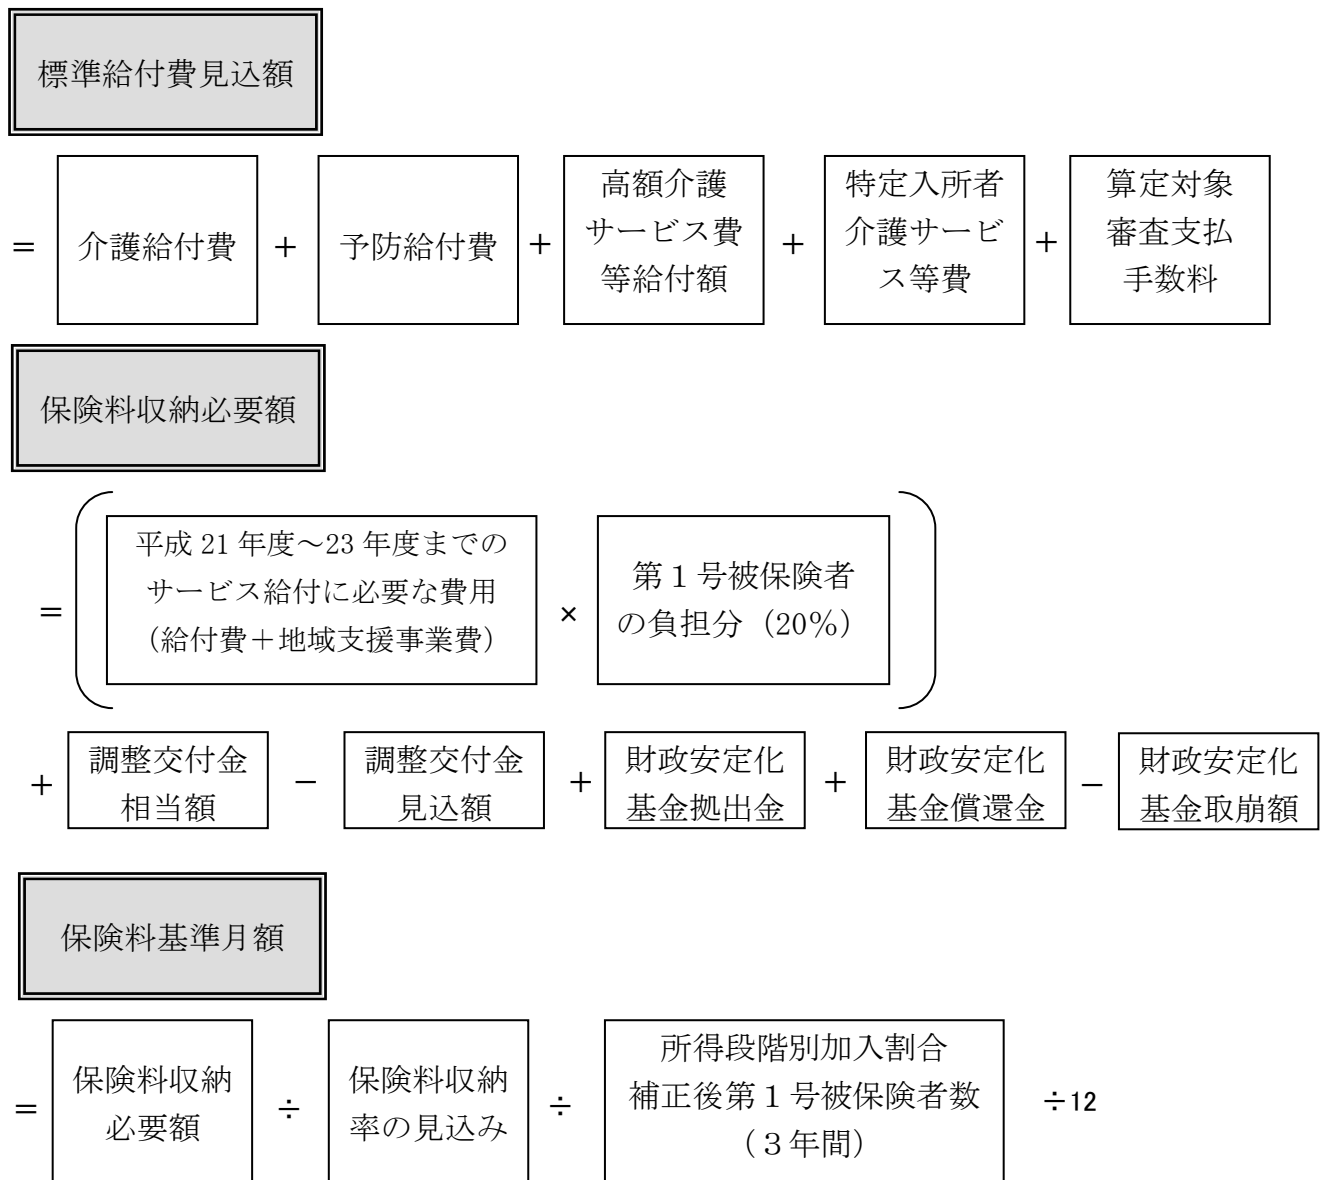 標準給付費見込額
＝ 介護給付費 ＋ 予防給付費 ＋ 高額介護
サービス費
等給付額 ＋ 特定入所者
介護サービ
ス等費 ＋ 算定対象
審査支払
手数料
保険料収納必要額
＝ 平成 21 年度～23 年度までの
サービス給付に必要な費用
（給付費＋地域支援事業費） × 第１号被保険者
の負担分（20％）
＋ 調整交付金
相当額 － 調整交付金
見込額 ＋ 財政安定化
基金拠出金 ＋ 財政安定化
基金償還金 － 財政安定化
基金取崩額
保険料基準月額
＝ 保険料収納
必要額 ÷ 保険料収納
率の見込み ÷ 所得段階別加入割合
補正後第１号被保険者数
（３年間） ÷12